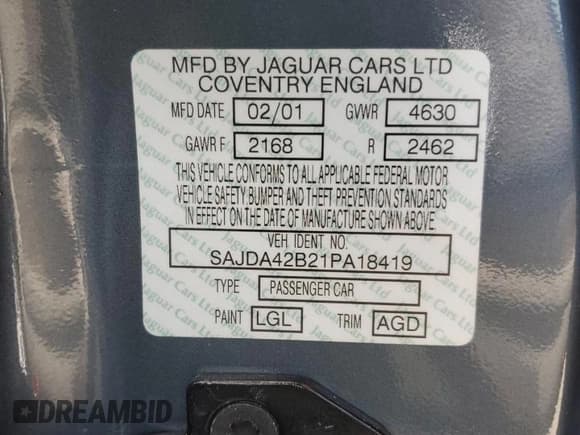 MFD BY JAGUAR CARS LTD
COVENTRY ENGLAND
MFD DATE 02/01 GVWR 4630
GAWR F 2168 R 2462
THIS VEHICLE CONFORMS TO ALL APPLICABLE FEDERAL MOTOR
VEHICLE SAFETY, BUMPER AND THEFT PREVENTION STANDARDS
IN EFFECT ON THE DATE OF MANUFACTURE SHOWN ABOVE.
VEH IDENT. NO.
SAJDA42B21PA18419
TYPE PASSENGER CAR
PAINT LGL TRIM AGD
DREAMBID